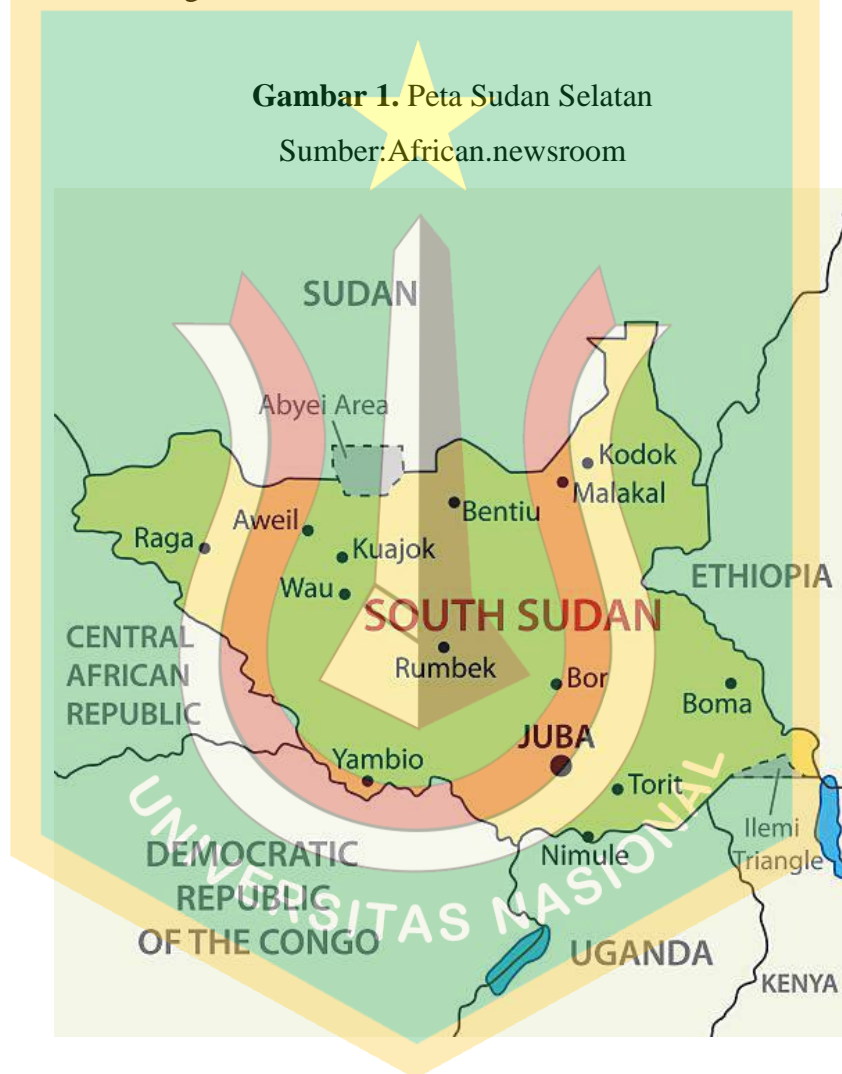 Gambar 1. Peta Sudan Selatan
Sumber:African.newsroom
SUDAN
Abyei Area
Kodok
Malakal
Bentiu
Aweil
Raga
Kuajok
Wau
ETHIOPIA
SOUTH SUDAN
CENTRAL
AFRICAN
REPUBLIC
Rumbek
Bor
Boma
JUBA
Yambio
Torit
Ilemi
Triangle
Nimule
DEMOCRATIC
REPUBLIC
OF THE CONGO
UGANDA
KENYA
UNIVERSITAS NASIONAL